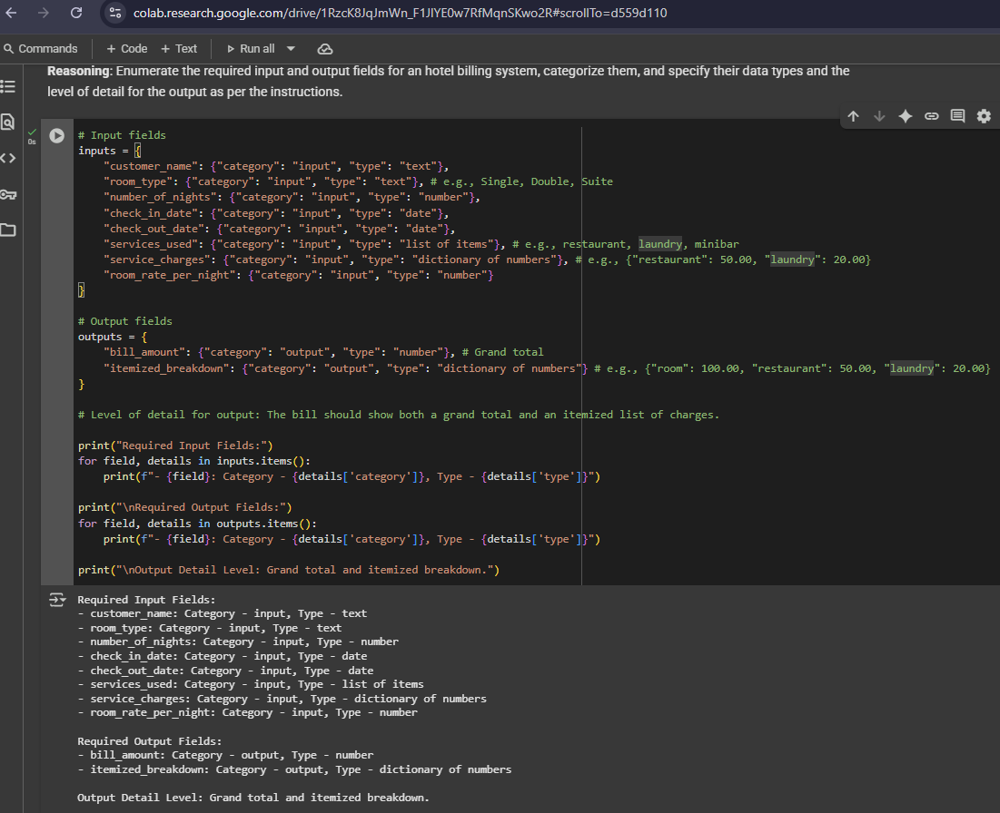 colab.research.google.com/drive/1RzcK8JqJmWn_F1JlYE0w7RfMqnSKwo2R#scrollTo=d559d110
Commands + Code + Text Run all
Reasoning: Enumerate the required input and output fields for an hotel billing system, categorize them, and specify their data types and the
level of detail for the output as per the instructions.
0s
# Input fields
inputs = {
    "customer_name": {"category": "input", "type": "text"},
    "room_type": {"category": "input", "type": "text"}, # e.g., Single, Double, Suite
    "number_of_nights": {"category": "input", "type": "number"},
    "check_in_date": {"category": "input", "type": "date"},
    "check_out_date": {"category": "input", "type": "date"},
    "services_used": {"category": "input", "type": "list of items"}, # e.g., restaurant, laundry, minibar
    "service_charges": {"category": "input", "type": "dictionary of numbers"}, # e.g., {"restaurant": 50.00, "laundry": 20.00}
    "room_rate_per_night": {"category": "input", "type": "number"}
}
# Output fields
outputs = {
    "bill_amount": {"category": "output", "type": "number"}, # Grand total
    "itemized_breakdown": {"category": "output", "type": "dictionary of numbers"} # e.g., {"room": 100.00, "restaurant": 50.00, "laundry": 20.00}
}
# Level of detail for output: The bill should show both a grand total and an itemized list of charges.
print("Required Input Fields:")
for field, details in inputs.items():
    print(f"- {field}: Category - {details['category']}, Type - {details['type']}")
print("\nRequired Output Fields:")
for field, details in outputs.items():
    print(f"- {field}: Category - {details['category']}, Type - {details['type']}")
print("\nOutput Detail Level: Grand total and itemized breakdown.")
Required Input Fields:
- customer_name: Category - input, Type - text
- room_type: Category - input, Type - text
- number_of_nights: Category - input, Type - number
- check_in_date: Category - input, Type - date
- check_out_date: Category - input, Type - date
- services_used: Category - input, Type - list of items
- service_charges: Category - input, Type - dictionary of numbers
- room_rate_per_night: Category - input, Type - number
Required Output Fields:
- bill_amount: Category - output, Type - number
- itemized_breakdown: Category - output, Type - dictionary of numbers
Output Detail Level: Grand total and itemized breakdown.